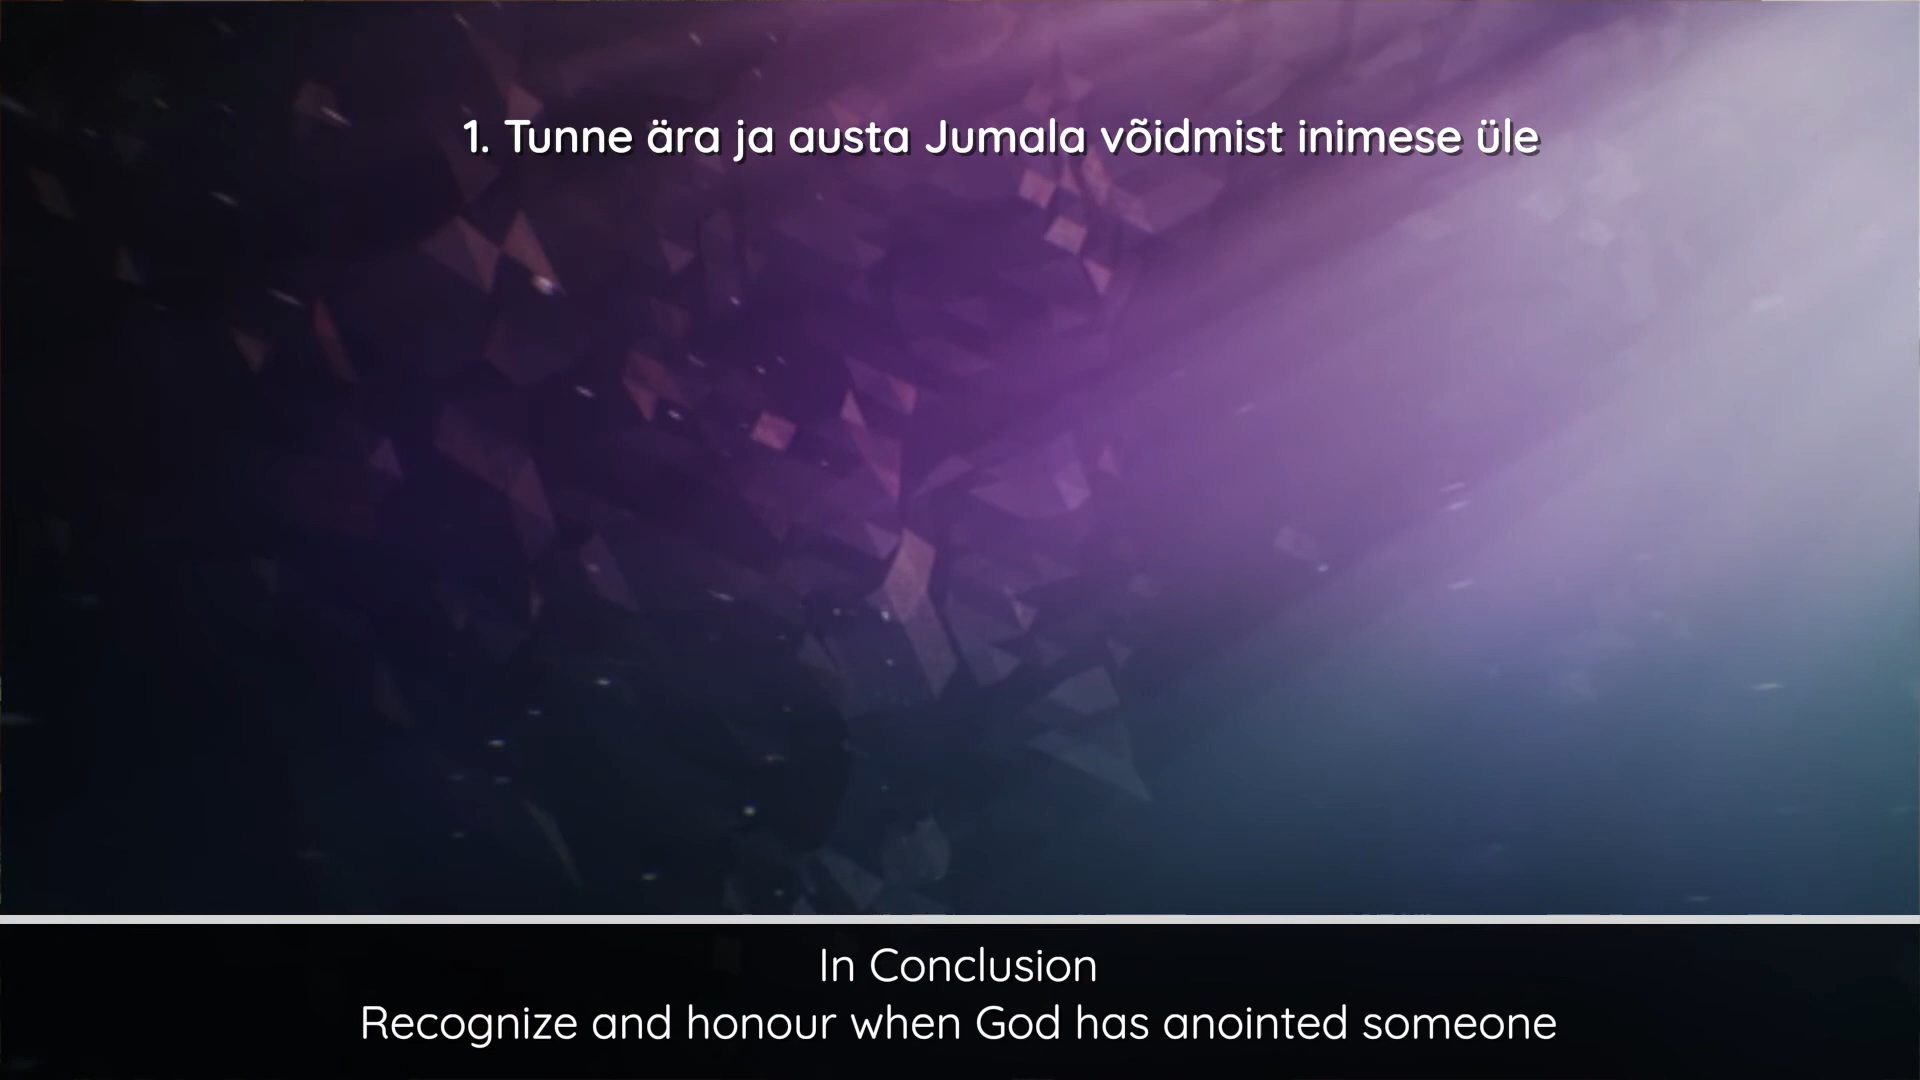 1. Tunne ära ja austa Jumala võidmist inimese üle
In Conclusion
Recognize and honour when God has anointed someone